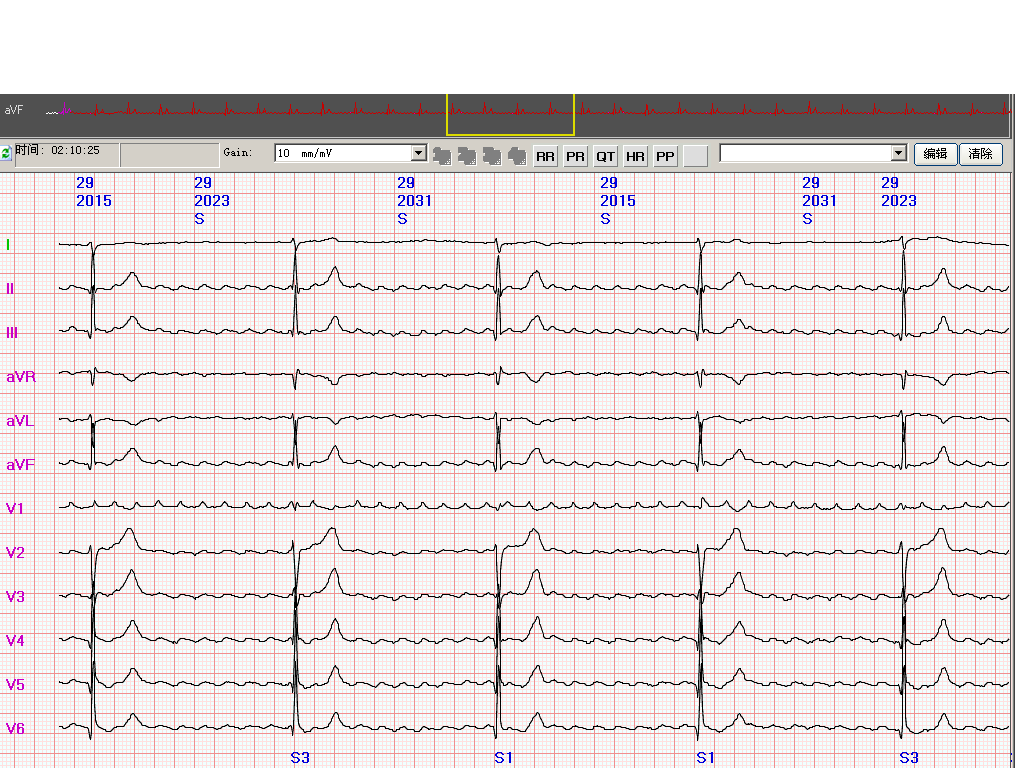 aVF
时间: 02:10:25
Gain:
10 mm/mV
RR PR QT HR PP
编辑 清除
29 29 29 29 29 29
2015 2023 2031 2015 2031 2023
S S S S
I
II
III
aVR
aVL
aVF
V1
V2
V3
V4
V5
V6
S3 S1 S1 S3